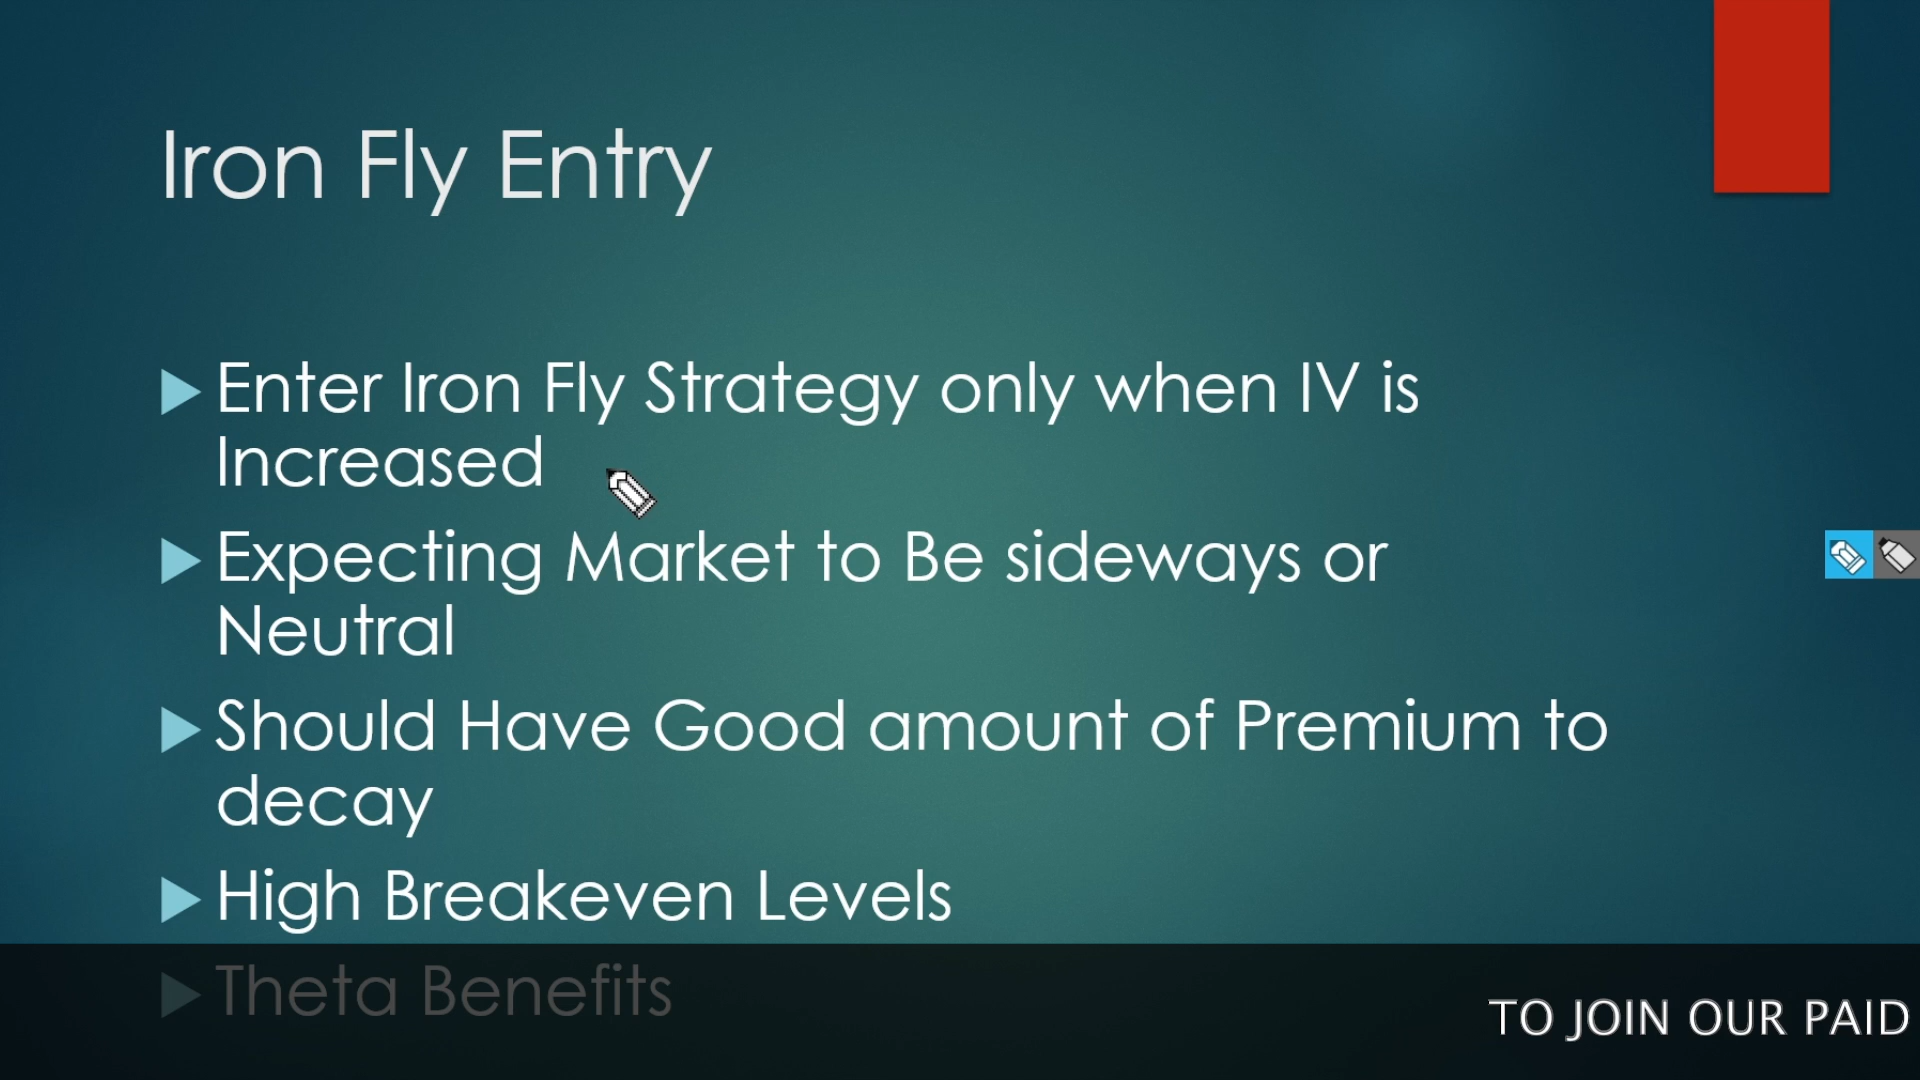 Iron Fly Entry
Enter Iron Fly Strategy only when IV is
Increased
Expecting Market to Be sideways or
Neutral
Should Have Good amount of Premium to
decay
High Breakeven Levels
Theta Benefits
TO JOIN OUR PAID